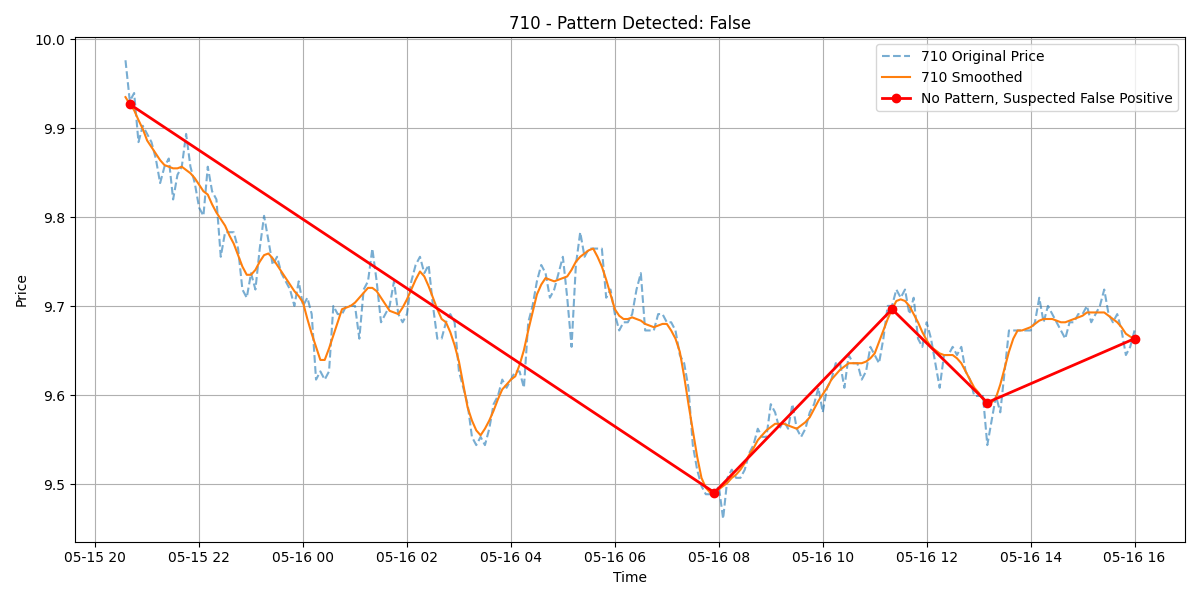 710 - Pattern Detected: False
710 Original Price
710 Smoothed
No Pattern, Suspected False Positive
Price
10.0
9.9
9.8
9.7
9.6
9.5
05-15 20 05-15 22 05-16 00 05-16 02 05-16 04 05-16 06 05-16 08 05-16 10 05-16 12 05-16 14 05-16 16
Time